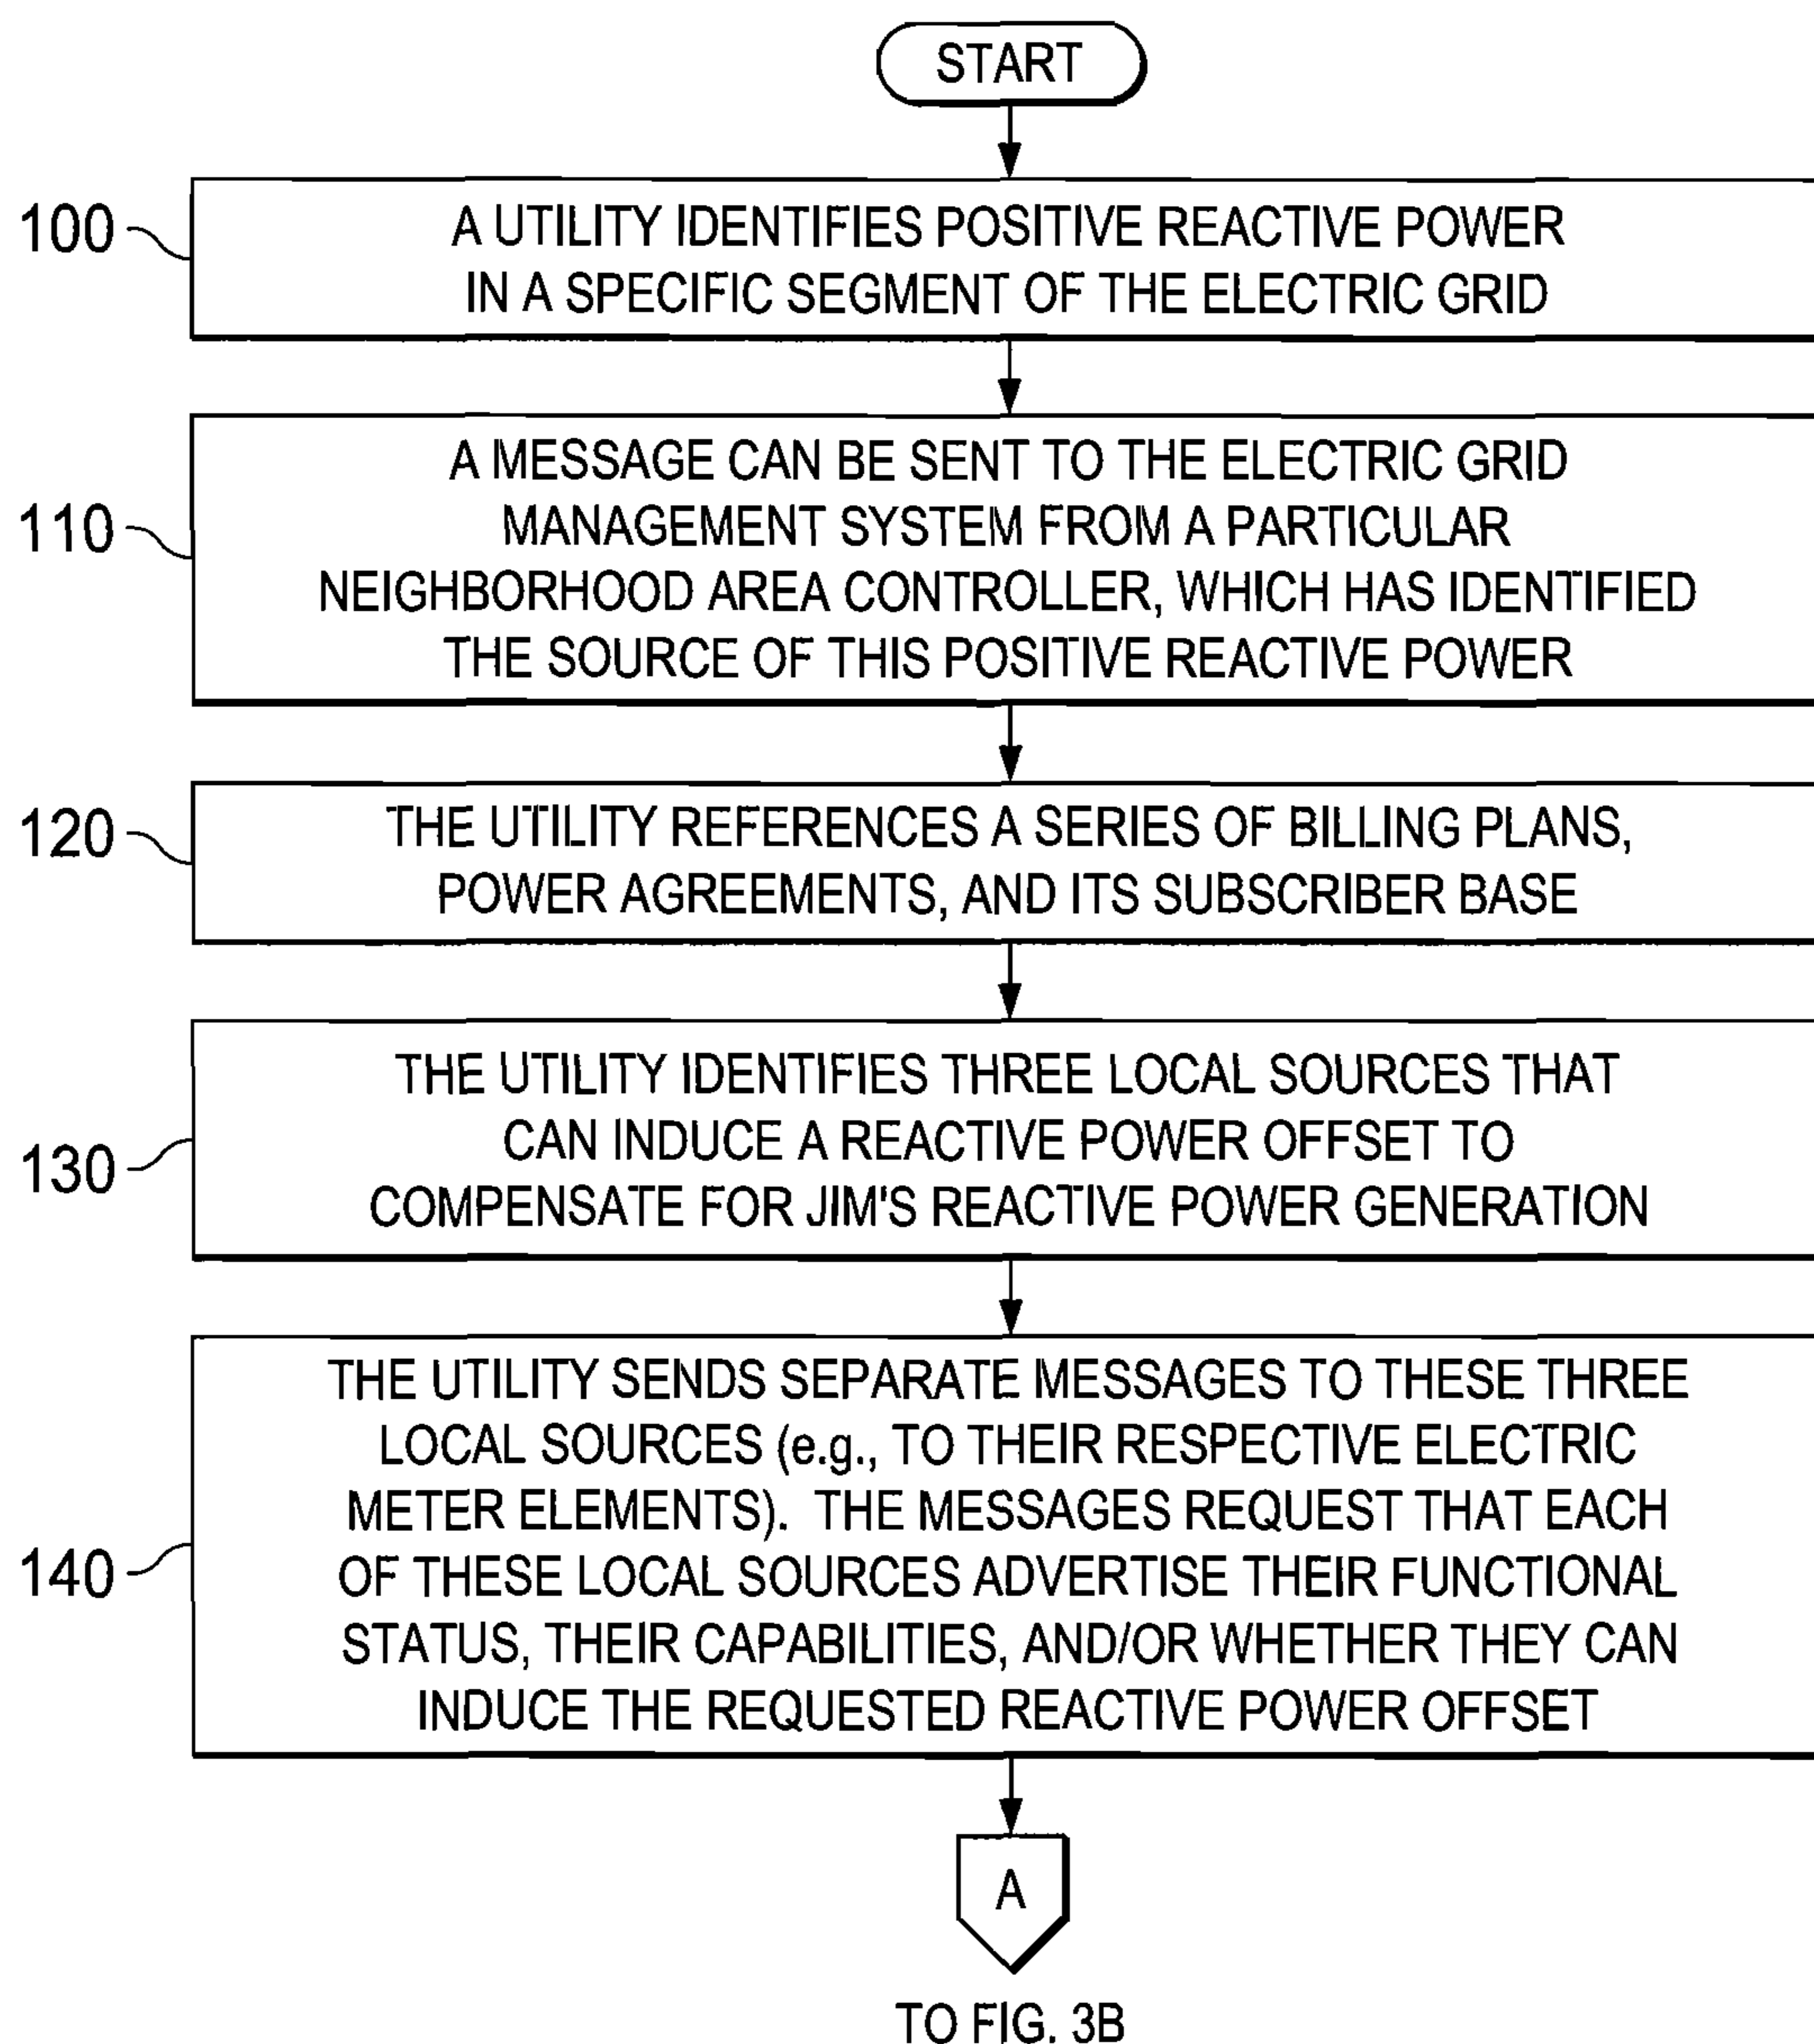 START
100
A UTILITY IDENTIFIES POSITIVE REACTIVE POWER
IN A SPECIFIC SEGMENT OF THE ELECTRIC GRID
110
A MESSAGE CAN BE SENT TO THE ELECTRIC GRID
MANAGEMENT SYSTEM FROM A PARTICULAR
NEIGHBORHOOD AREA CONTROLLER, WHICH HAS IDENTIFIED
THE SOURCE OF THIS POSITIVE REACTIVE POWER
120
THE UTILITY REFERENCES A SERIES OF BILLING PLANS,
POWER AGREEMENTS, AND ITS SUBSCRIBER BASE
130
THE UTILITY IDENTIFIES THREE LOCAL SOURCES THAT
CAN INDUCE A REACTIVE POWER OFFSET TO
COMPENSATE FOR JIM'S REACTIVE POWER GENERATION
140
THE UTILITY SENDS SEPARATE MESSAGES TO THESE THREE
LOCAL SOURCES (e.g., TO THEIR RESPECTIVE ELECTRIC
METER ELEMENTS). THE MESSAGES REQUEST THAT EACH
OF THESE LOCAL SOURCES ADVERTISE THEIR FUNCTIONAL
STATUS, THEIR CAPABILITIES, AND/OR WHETHER THEY CAN
INDUCE THE REQUESTED REACTIVE POWER OFFSET
A
TO FIG. 3B